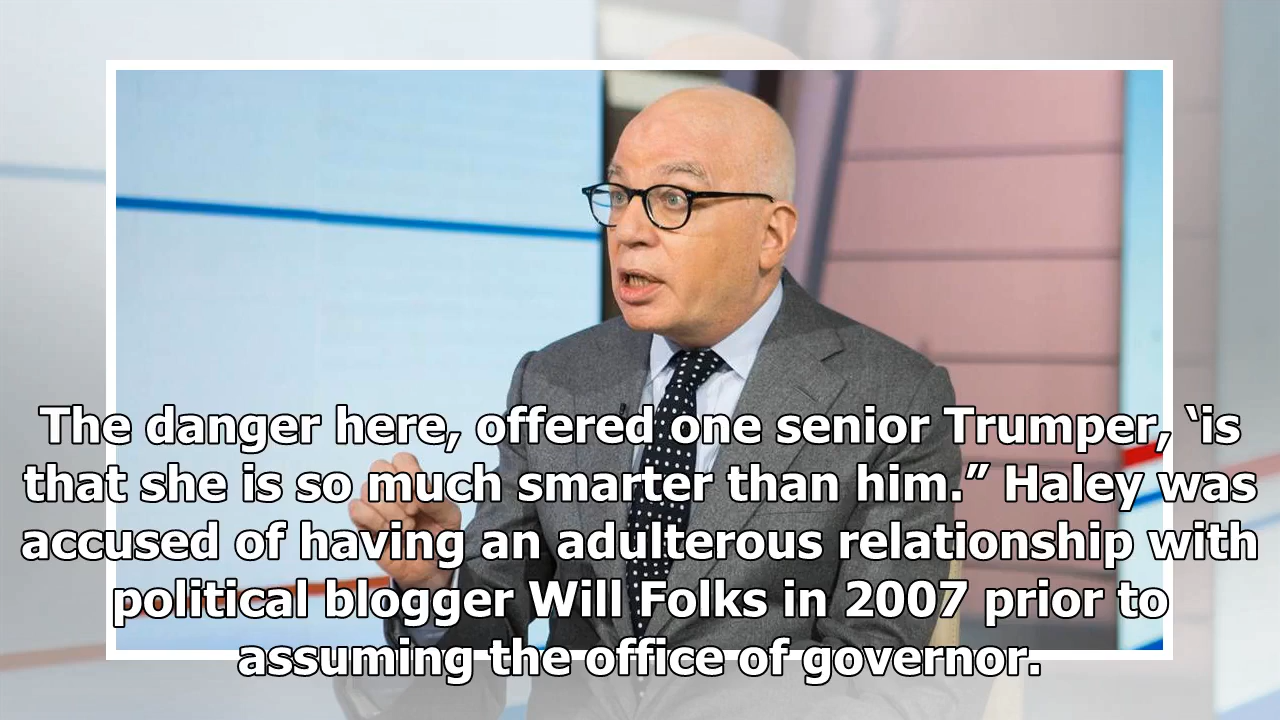 The danger here, offered one senior Trumper, ‘is
that she is so much smarter than him.” Haley was
accused of having an adulterous relationship with
political blogger Will Folks in 2007 prior to
assuming the office of governor.